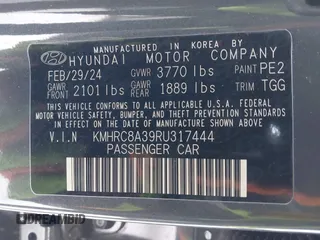 MANUFACTURED IN KOREA BY
HYUNDAI MOTOR COMPANY
FEB/29/24 GVWR 3770 lbs PAINT PE2
GAWR FRT 2101 lbs GAWR RR 1889 lbs TRIM TGG
THIS VEHICLE CONFORMS TO ALL APPLICABLE
U.S. FEDERAL MOTOR VEHICLE SAFETY, BUMPER,
AND THEFT PREVENTION STANDARDS
IN EFFECT ON THE DATE OF MANUFACTURE
SHOWN ABOVE.
V.I.N KMHRC8A39RU317444
PASSENGER CAR
DREAMBID